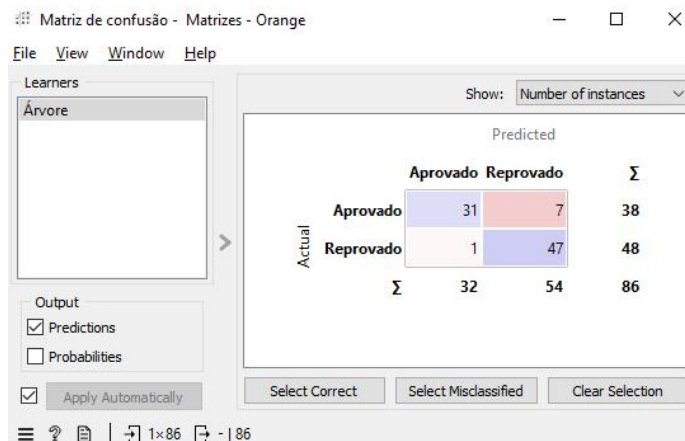 Matriz de confusão - Matrizes - Orange
File View Window Help
Learners
Árvore
Show: Number of instances
Predicted
Aprovado Reprovado Σ
Actual
Aprovado 31 7 38
Reprovado 1 47 48
Σ 32 54 86
Output
Predictions
Probabilities
Apply Automatically
Select Correct Select Misclassified Clear Selection
1×86 - | 86